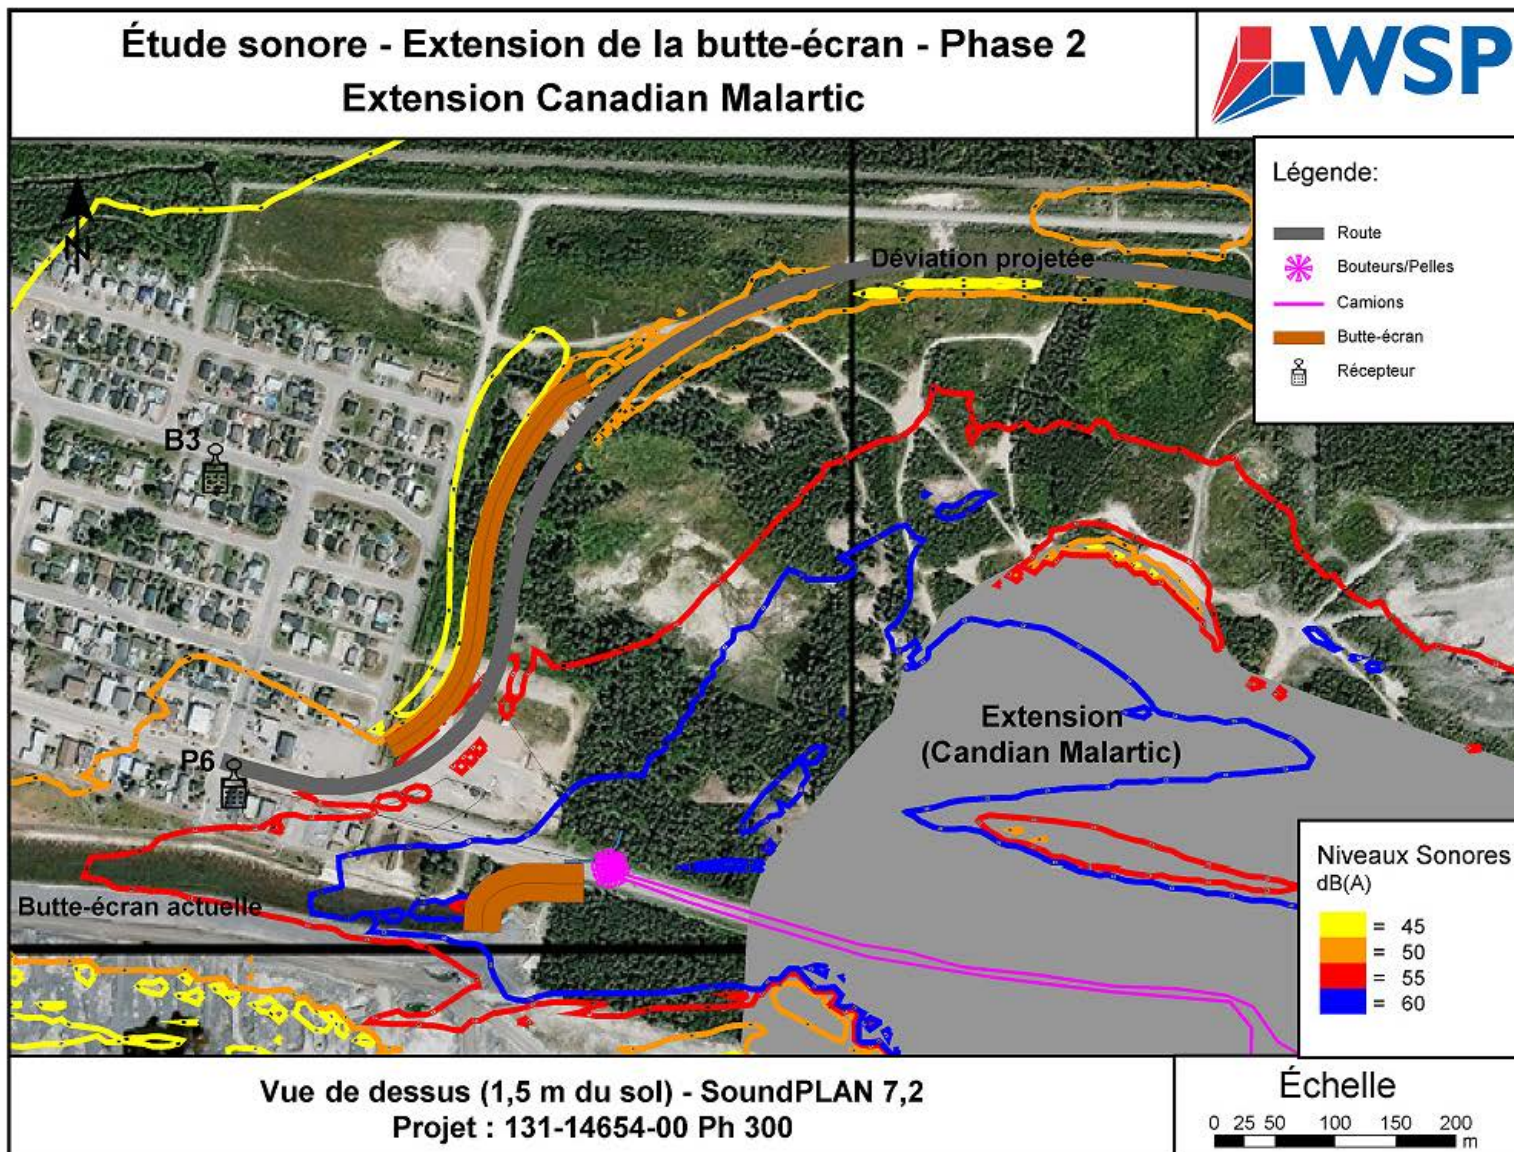 Étude sonore - Extension de la butte-écran - Phase 2
Extension Canadian Malartic
WSP
Légende:
Route
Bouteurs/Pelles
Camions
Butte-écran
Récepteur
N
Déviation projetée
B3
P6
Extension
(Candian Malartic)
Butte-écran actuelle
Niveaux Sonores
dB(A)
= 45
= 50
= 55
= 60
Vue de dessus (1,5 m du sol) - SoundPLAN 7,2
Projet : 131-14654-00 Ph 300
Échelle
0 25 50 100 150 200
m